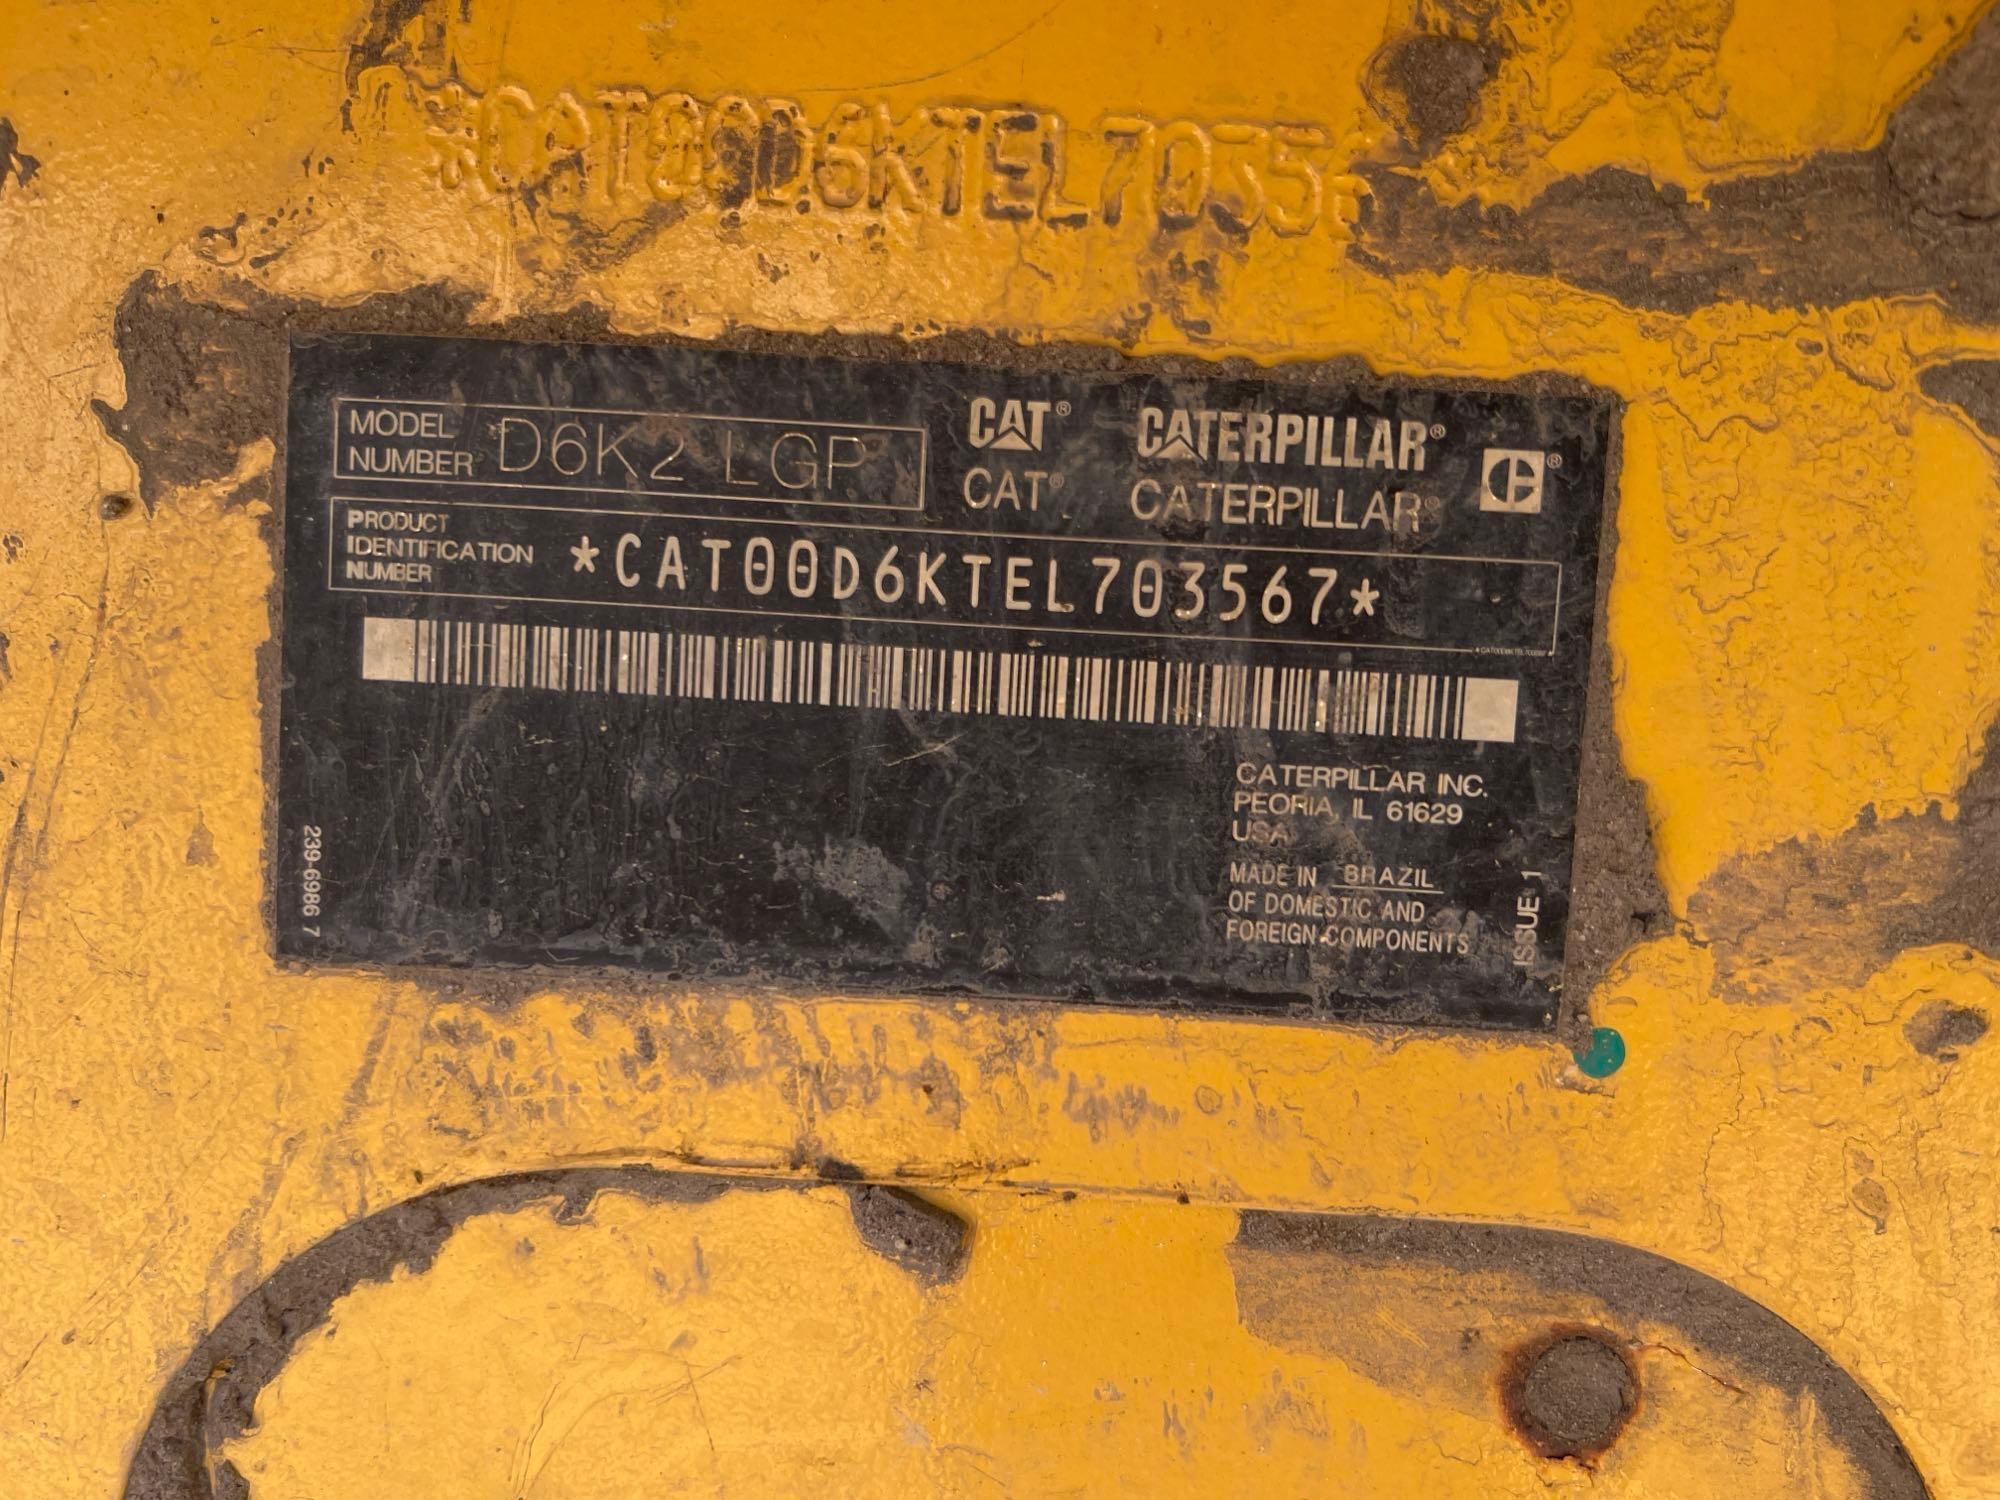 *CAT00D6KTEL70356
MODEL NUMBER D6K2 LGP
CAT® CATERPILLAR®
CAT® CATERPILLAR®
PRODUCT
IDENTIFICATION
NUMBER
*CAT00D6KTEL703567*
CATERPILLAR INC.
PEORIA, IL 61629
USA
MADE IN BRAZIL
OF DOMESTIC AND
FOREIGN COMPONENTS
239-6986 7
ISSUE 1